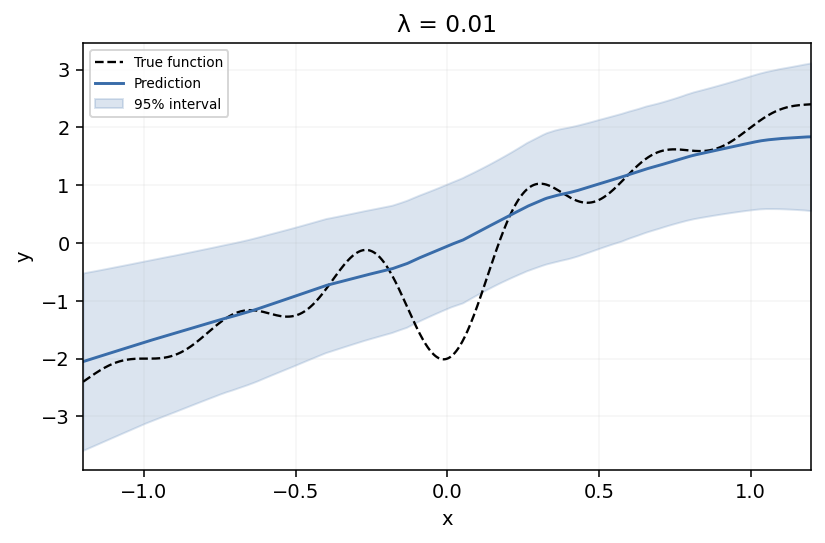 λ = 0.01
True function
Prediction
95% interval
3
2
1
0
−1
−2
−3
y
−1.0 −0.5 0.0 0.5 1.0
x